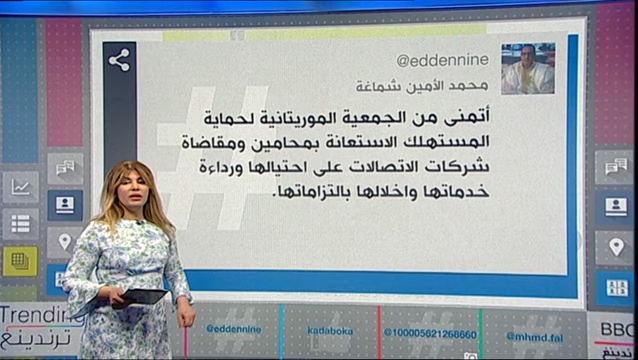 @eddennine
محمد الأمين شماغة
أتمنى من الجمعية الموريتانية لحماية
المستهلك الاستعانة بمحامين ومقاضاة
شركات الاتصالات على احتيالها ورداءة
خدماتها واخلالها بالتزاماتها.
Trending
ترندينغ
@eddennine
kadaboka
@100005621268660
@mhmd.fal
BBC
ترندينغ